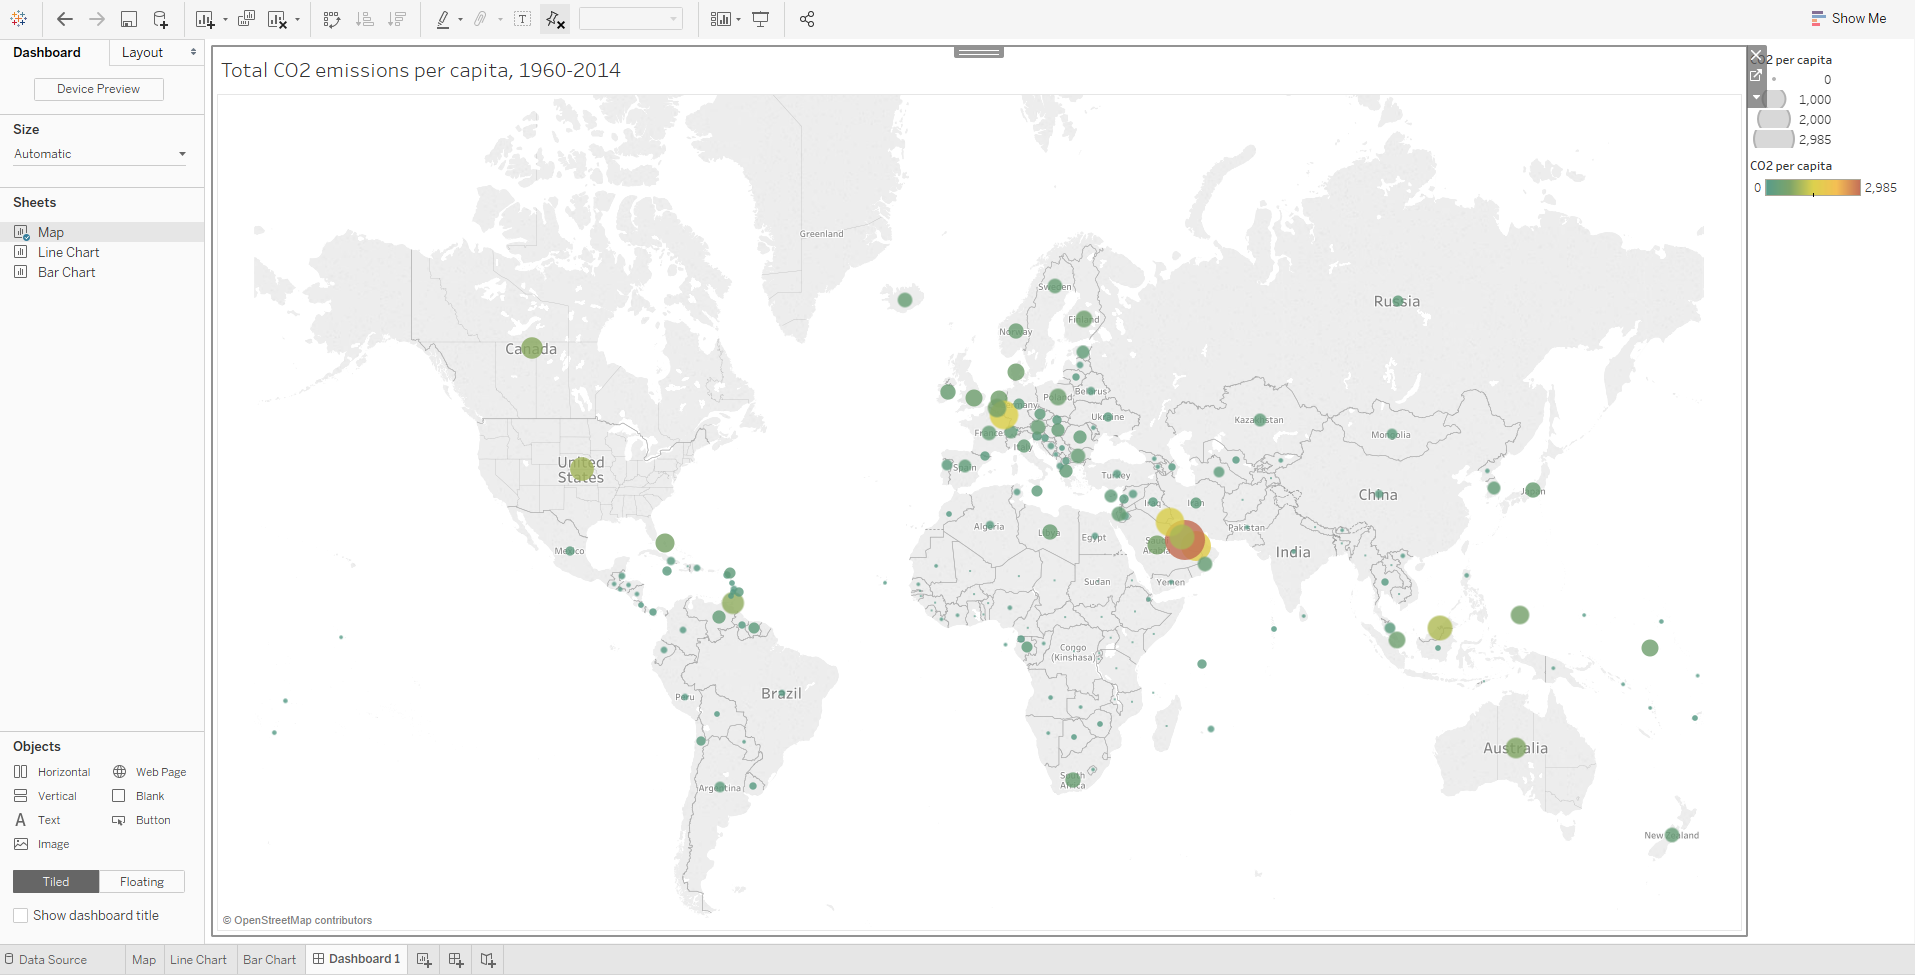 Show Me
Dashboard
Layout
Device Preview
Size
Automatic
Sheets
Map
Line Chart
Bar Chart
Objects
Horizontal
Web Page
Vertical
Blank
Text
Button
Image
Tiled
Floating
Show dashboard title
Total CO2 emissions per capita, 1960-2014
Greenland
Sweden
Russia
Norway
Finland
Canada
Poland
Belarus
Ukraine
Kazakhstan
Mongolia
France
Italy
Spain
United
States
Turkey
China
Japan
Iraq
Iran
Algeria
Libya
Egypt
Pakistan
Mexico
India
Saudi
Arabia
Sudan
Yemen
Congo
(Kinshasa)
Peru
Brazil
Australia
South
Africa
Argentina
New Zealand
© OpenStreetMap contributors
CO2 per capita
0
1,000
2,000
2,985
CO2 per capita
0
2,985
Data Source
Map
Line Chart
Bar Chart
Dashboard 1